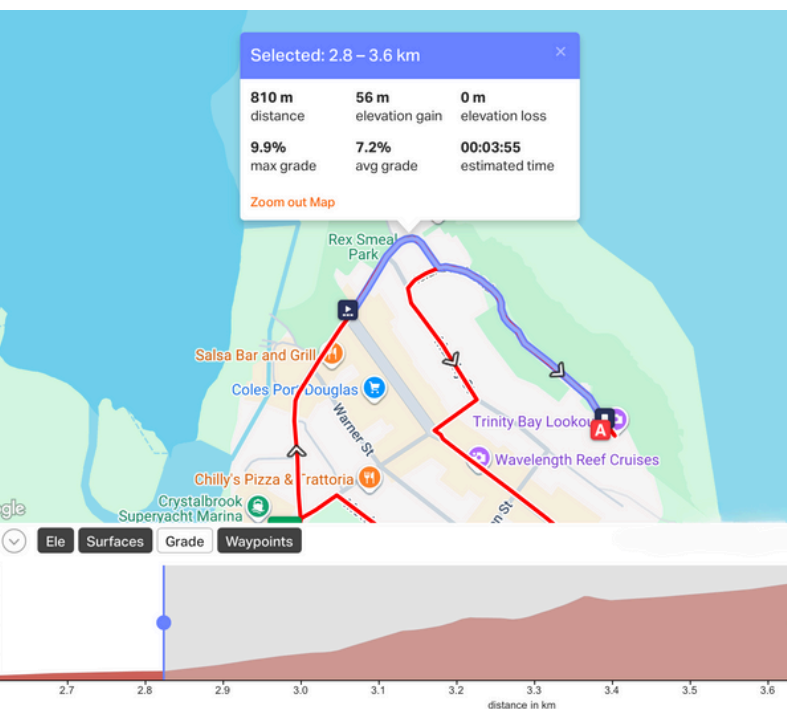 Selected: 2.8 – 3.6 km
×
810 m 56 m 0 m
distance elevation gain elevation loss
9.9% 7.2% 00:03:55
max grade avg grade estimated time
Zoom out Map
Rex Smeal
Park
Salsa Bar and Grill
Coles Port Douglas
Warner St
Trinity Bay Lookou
A
Wavelength Reef Cruises
Chilly's Pizza & Trattoria
Crystalbrook
Superyacht Marina
gle
n St
Ele Surfaces Grade Waypoints
2.7 2.8 2.9 3.0 3.1 3.2 3.3 3.4 3.5 3.6
distance in km